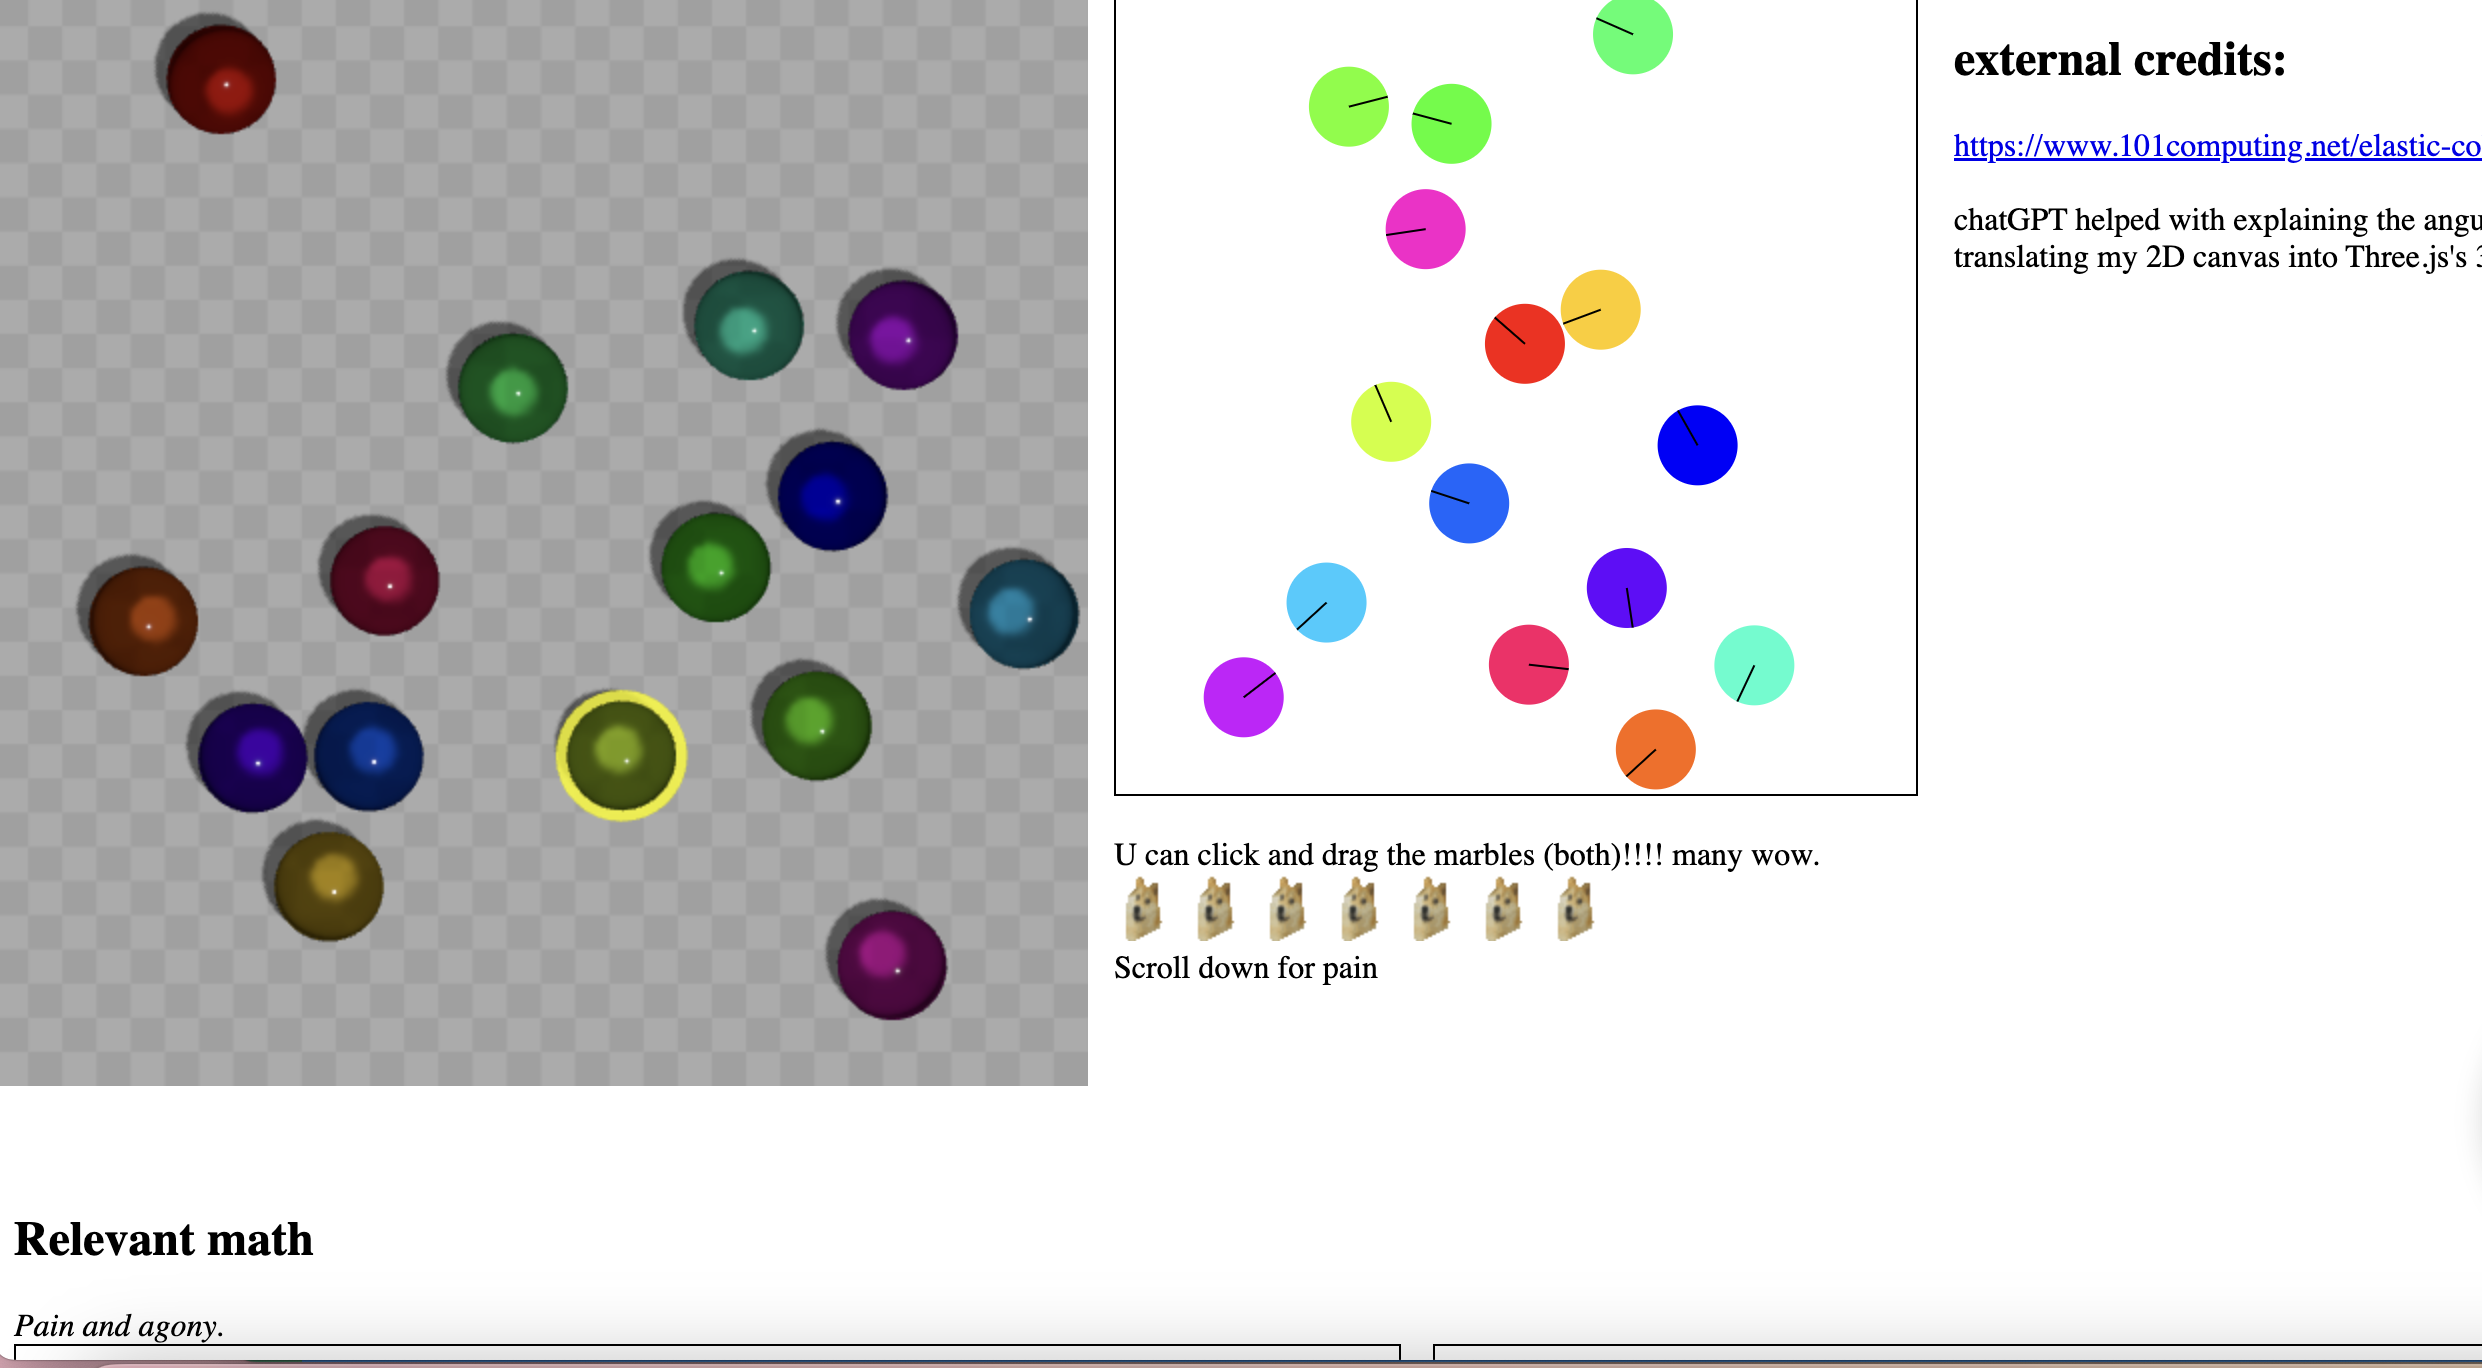 external credits:
https://www.101computing.net/elastic-co
chatGPT helped with explaining the angu
translating my 2D canvas into Three.js's 3
U can click and drag the marbles (both)!!!! many wow.
Scroll down for pain
Relevant math
Pain and agony.